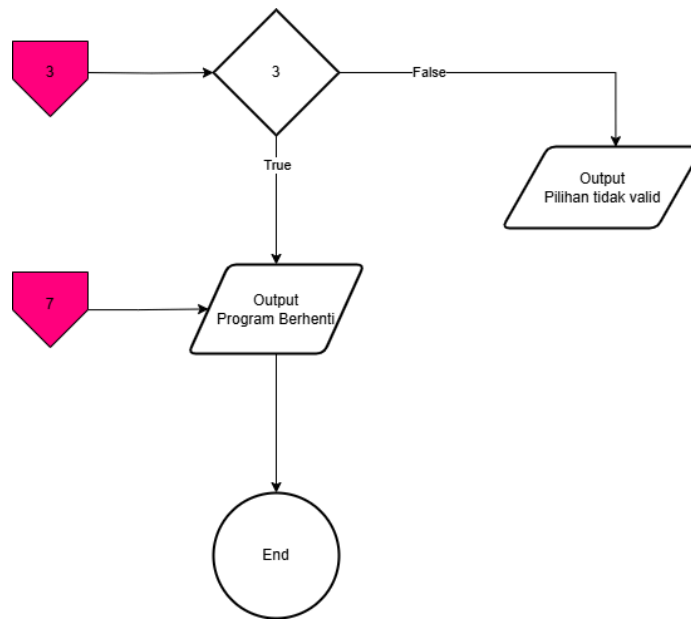 3
3
False
True
Output
Pilihan tidak valid
7
Output
Program Berhenti
End